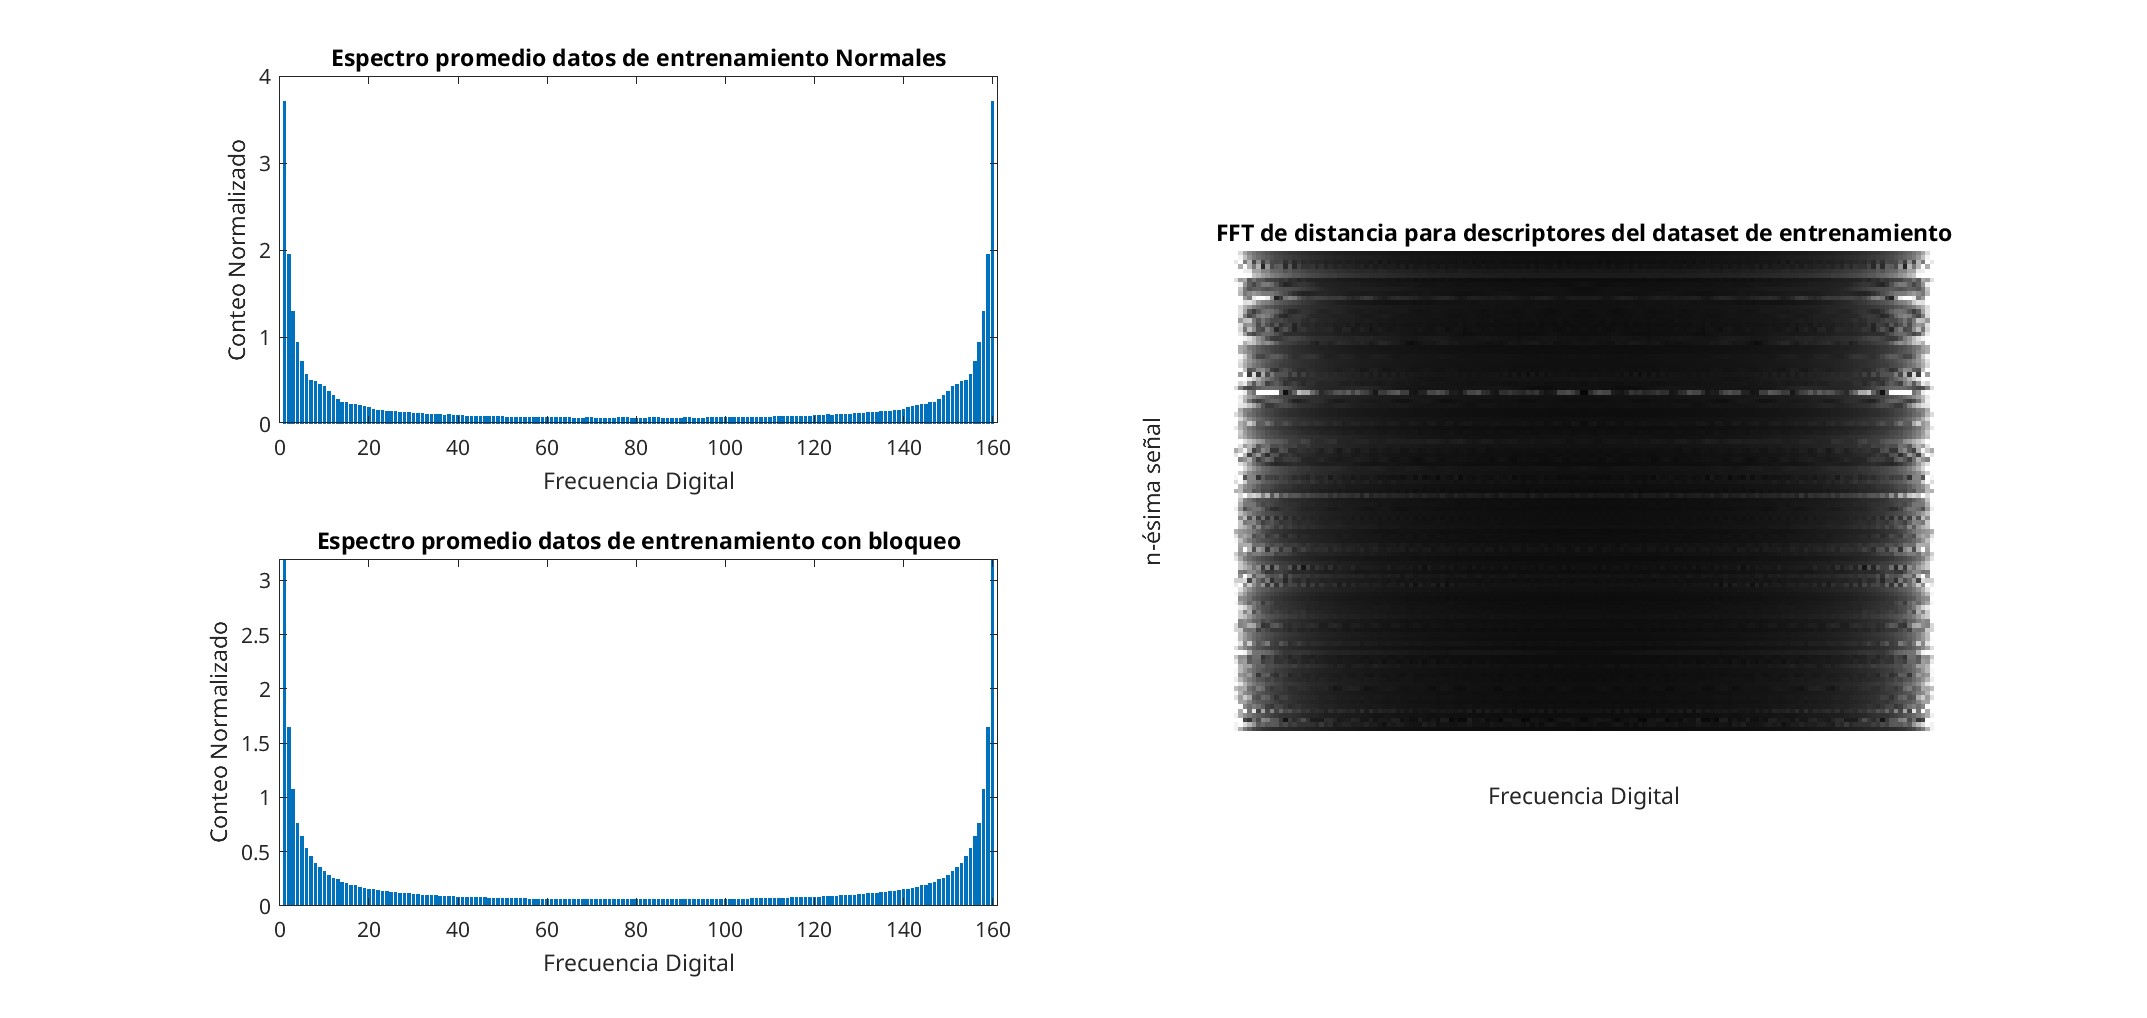 Espectro promedio datos de entrenamiento Normales
4
3
2
1
0
Conteo Normalizado
0 20 40 60 80 100 120 140 160
Frecuencia Digital
Espectro promedio datos de entrenamiento con bloqueo
3
2.5
2
1.5
1
0.5
0
Conteo Normalizado
0 20 40 60 80 100 120 140 160
Frecuencia Digital
FFT de distancia para descriptores del dataset de entrenamiento
n-ésima señal
Frecuencia Digital